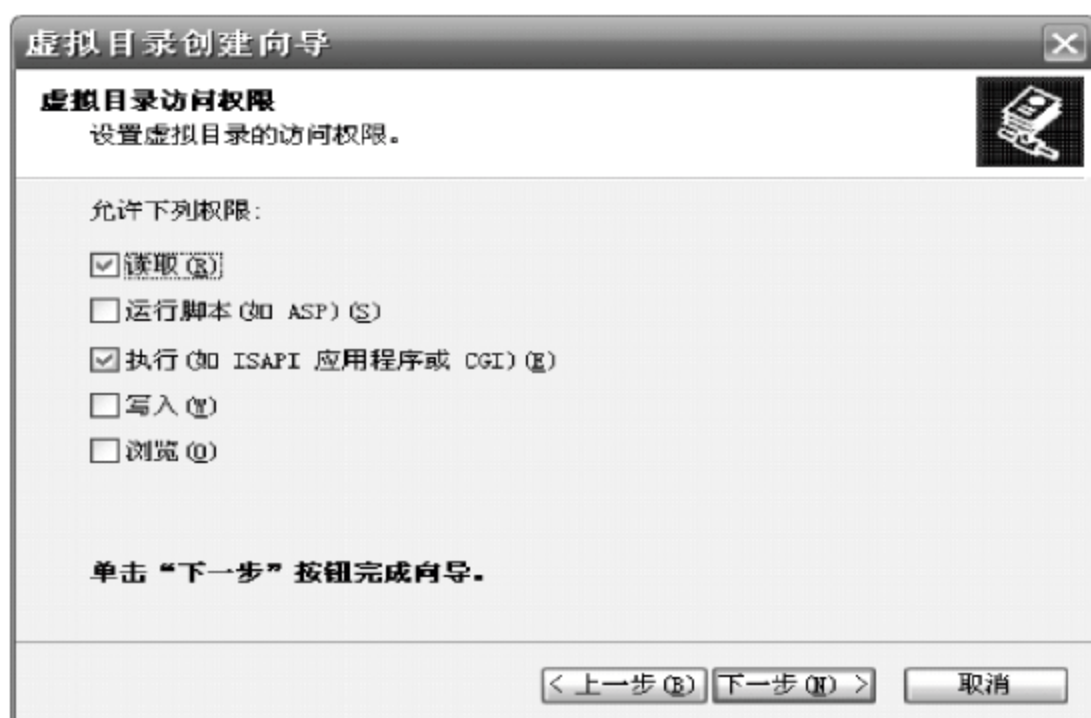 虚拟目录创建向导
虚拟目录访问权限
设置虚拟目录的访问权限。
允许下列权限:
读取(R)
运行脚本(如 ASP)(S)
执行(如 ISAPI 应用程序或 CGI)(E)
写入(W)
浏览(O)
单击“下一步”按钮完成向导。
< 上一步(B) 下一步(N) > 取消